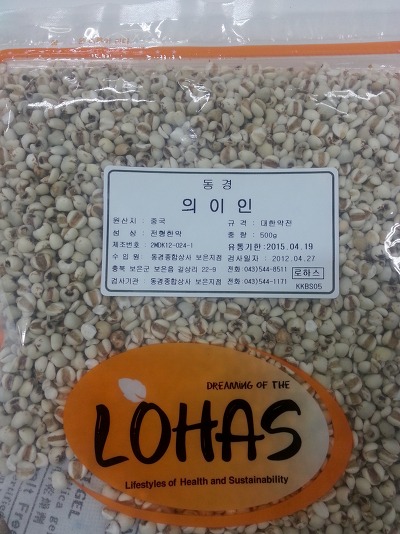 동 경
의 이 인
원산지 : 중국 규 격 : 대한약전
성 상 : 전형한약 중 량 : 500g
제조번호 : 2WDK12-024-1 유통기한:2015.04.19
수 입 원 : 동경종합상사 보은지점 검사일자 : 2012.04.27
충북 보은군 보은읍 길상리 22-9 전화:043)544-8511 로하스
검사기관 : 동경종합상사 보은지점 전화:043)544-1171 KKBS05
DREAMING OF THE
LOHAS
Lifestyles of Health and Sustainability